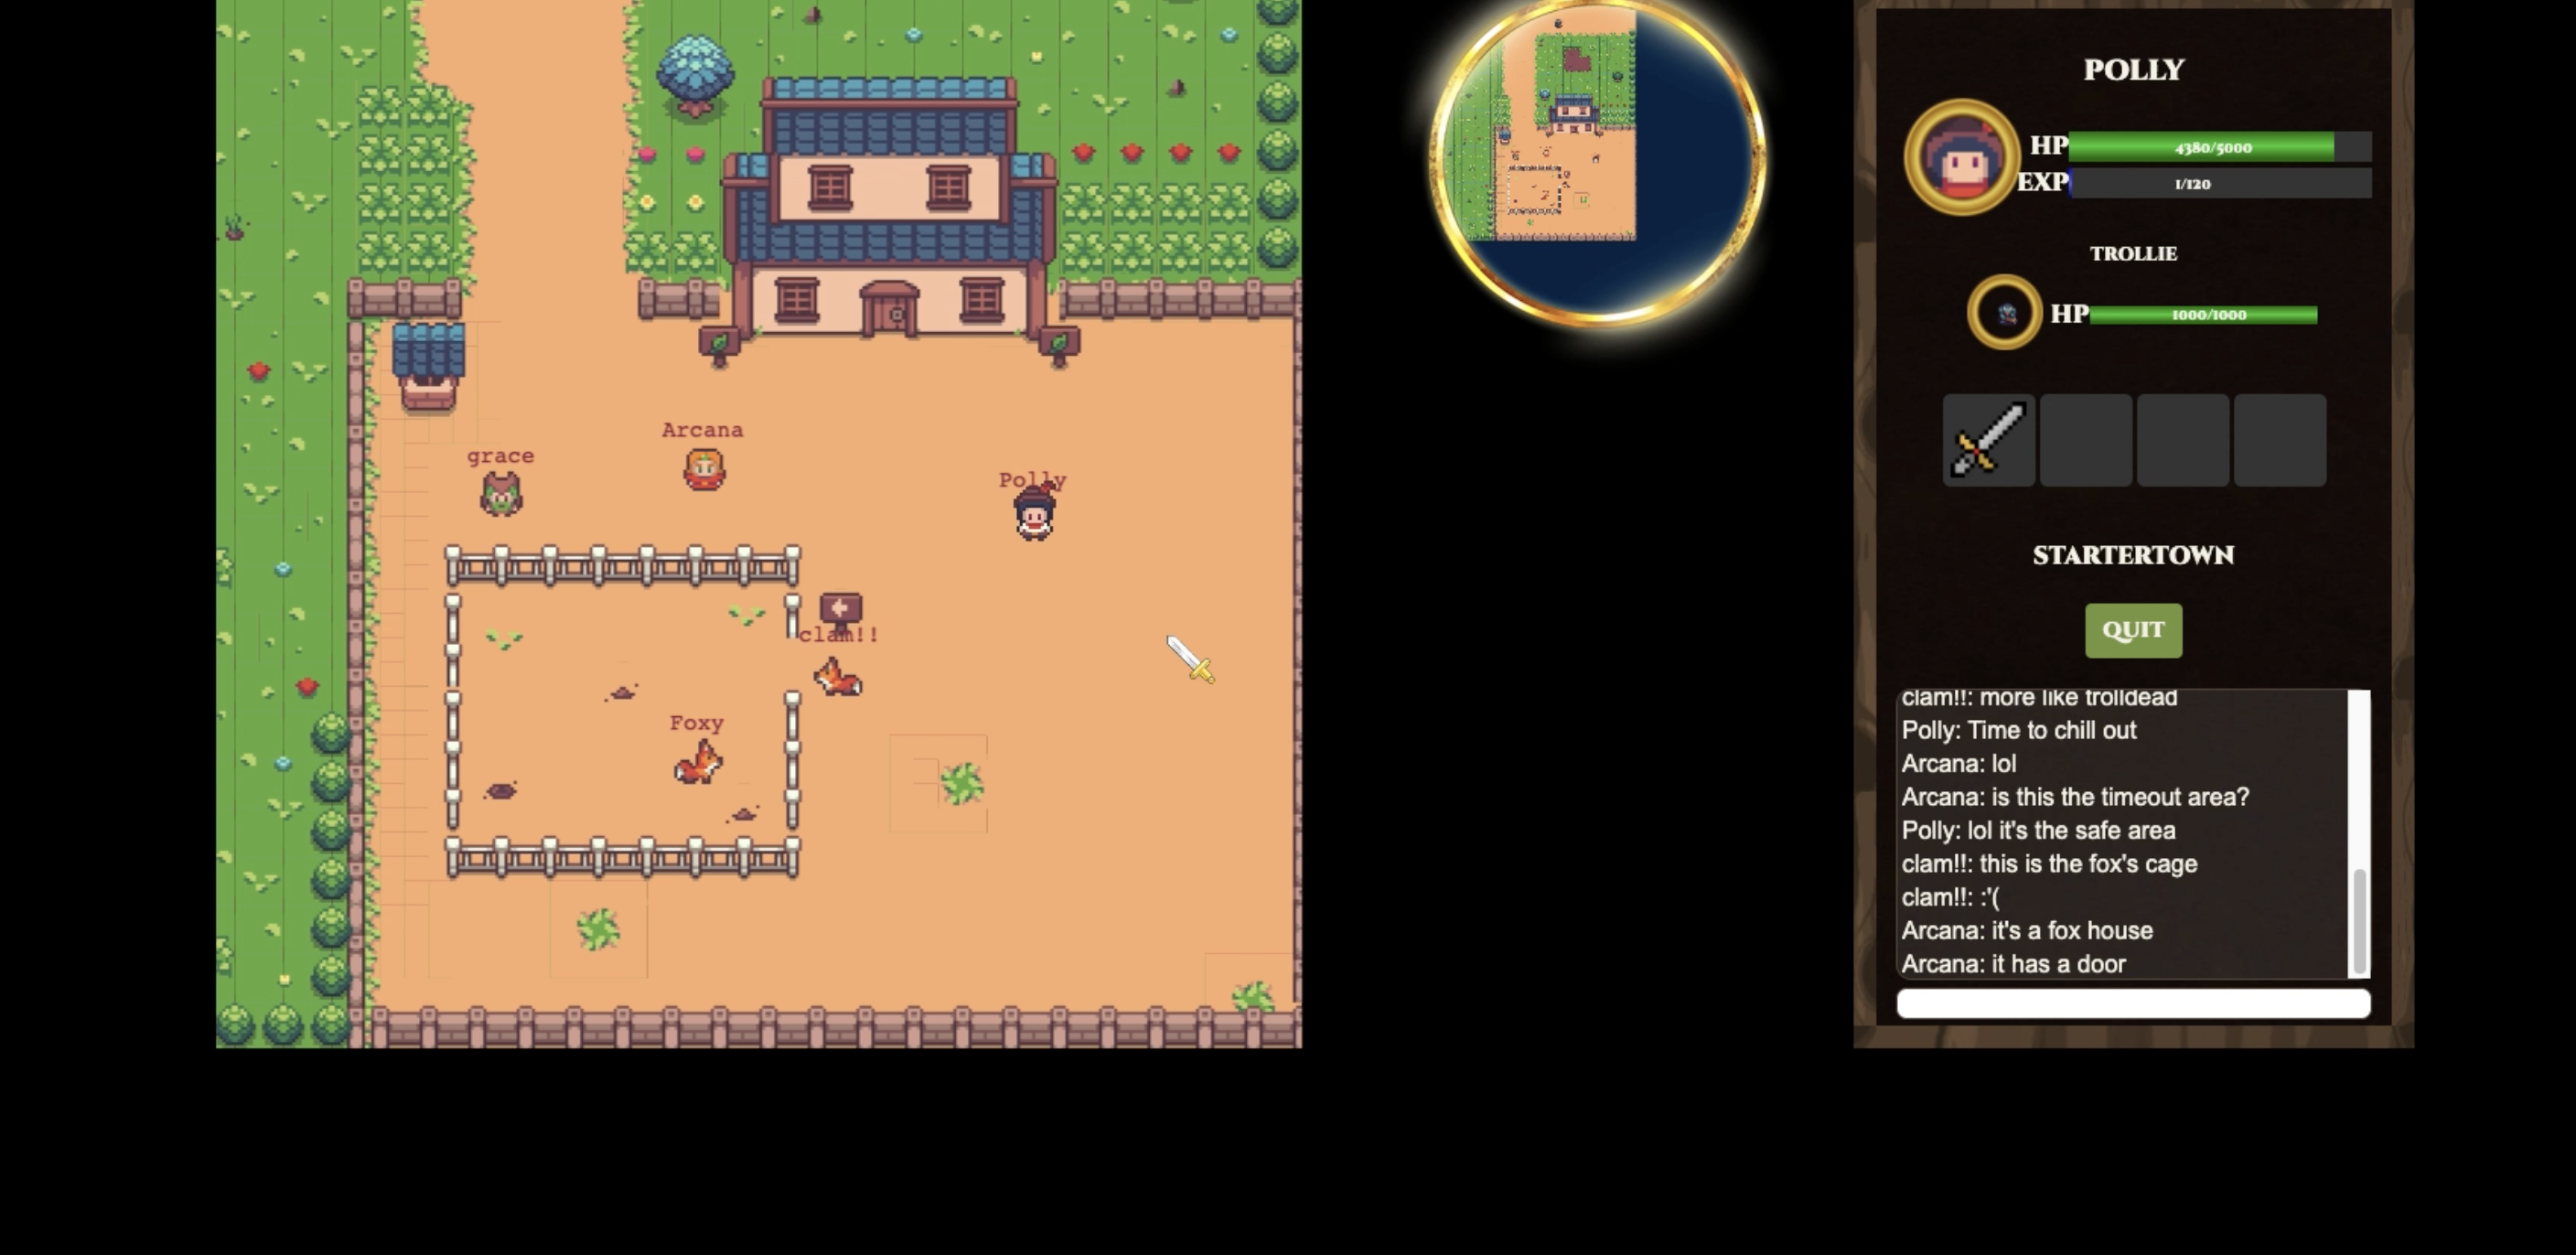 grace
Arcana
Polly
clam!!
Foxy
POLLY
HP
4380/5000
EXP
1/120
TROLLIE
HP
1000/1000
STARTERTOWN
QUIT
clam!!: more like trolldead
Polly: Time to chill out
Arcana: lol
Arcana: is this the timeout area?
Polly: lol it's the safe area
clam!!: this is the fox's cage
clam!!: :'(
Arcana: it's a fox house
Arcana: it has a door